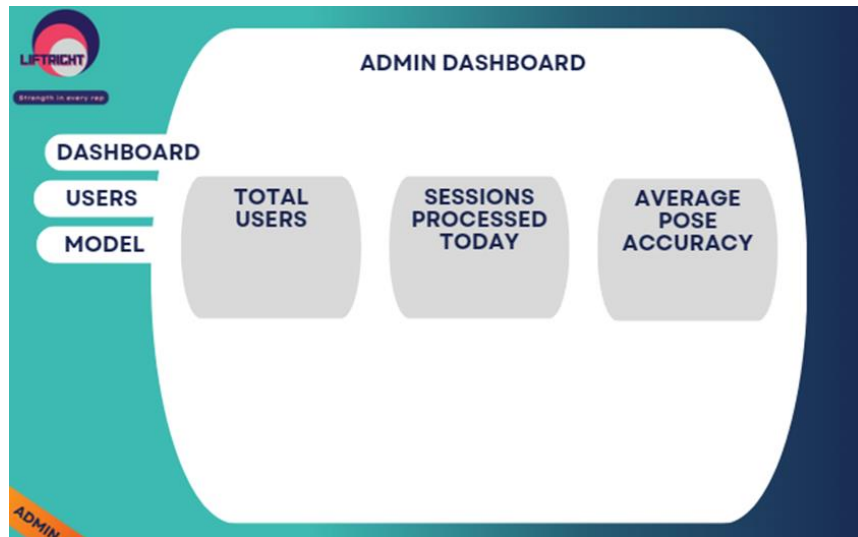 LIFTRIGHT
Strength in every rep
ADMIN DASHBOARD
DASHBOARD
USERS
MODEL
TOTAL
USERS
SESSIONS
PROCESSED
TODAY
AVERAGE
POSE
ACCURACY
ADMIN